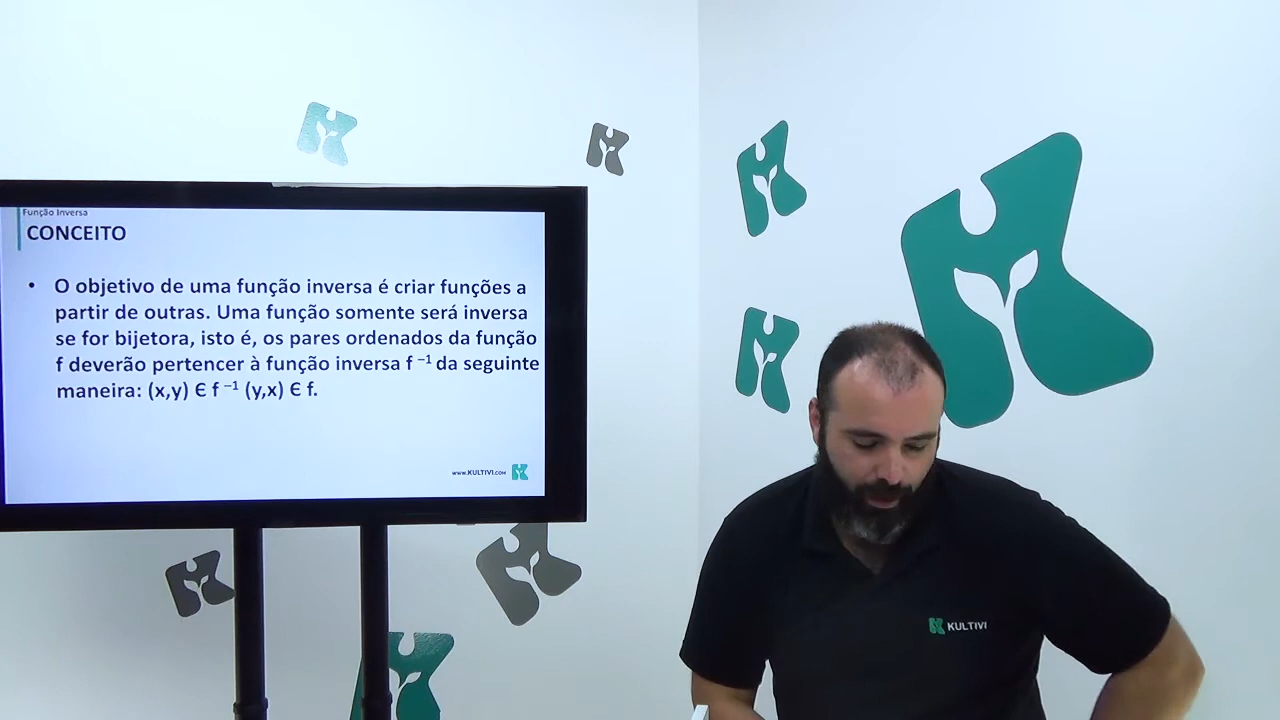 Função Inversa
CONCEITO
• O objetivo de uma função inversa é criar funções a
partir de outras. Uma função somente será inversa
se for bijetora, isto é, os pares ordenados da função
f deverão pertencer à função inversa f ⁻¹ da seguinte
maneira: (x,y) Є f ⁻¹ (y,x) Є f.
www.KULTIVI.COM
KULTIVI